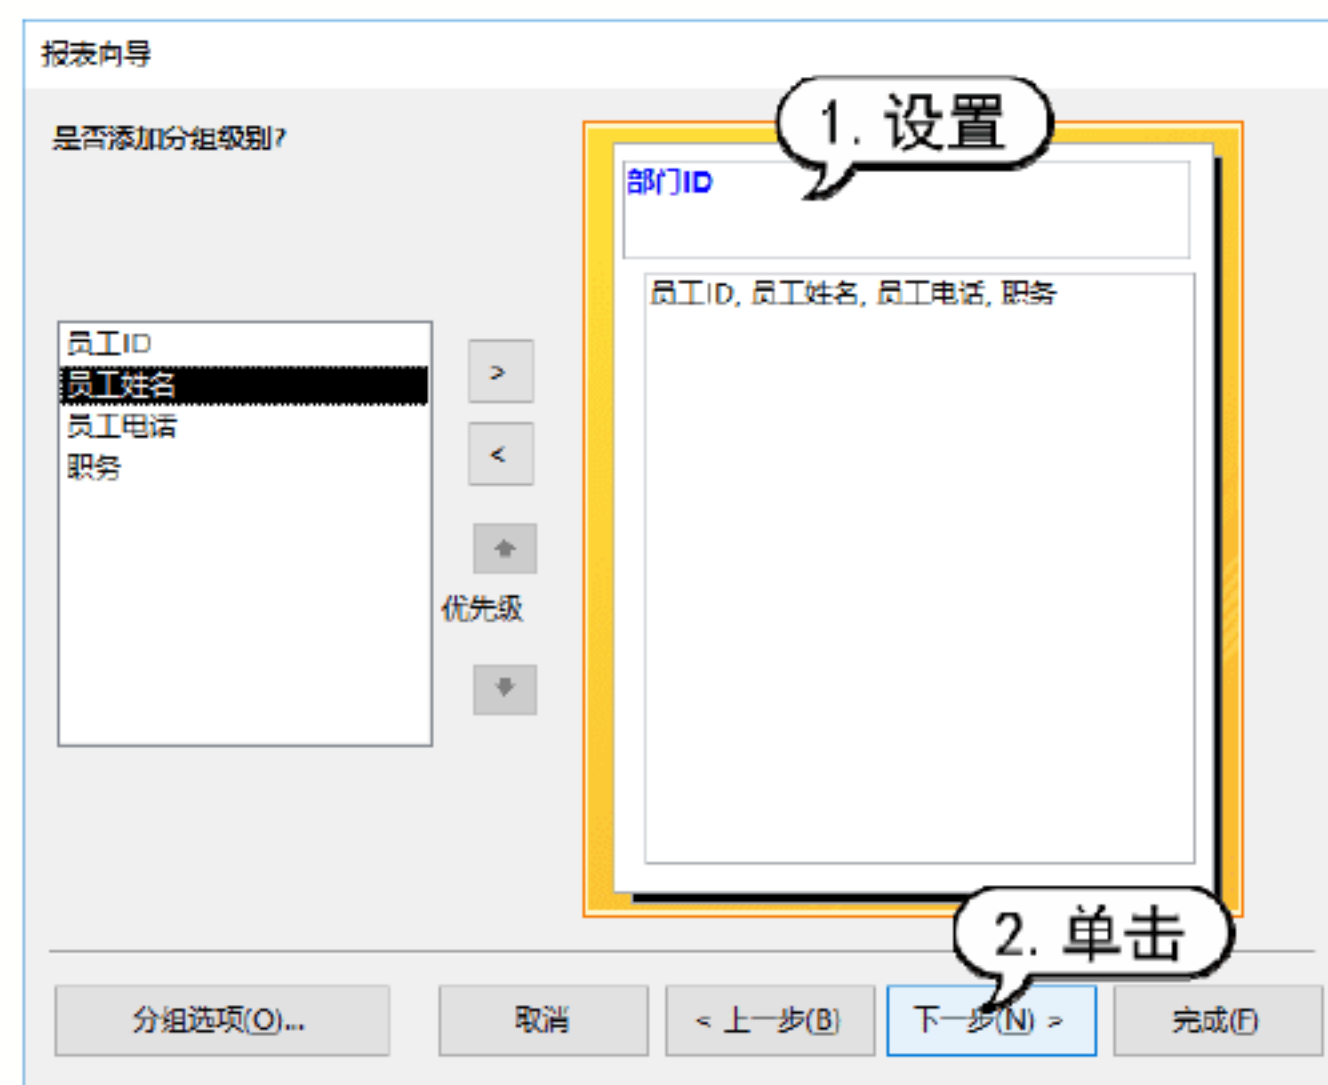 报表向导
是否添加分组级别?
1. 设置
部门ID
员工ID, 员工姓名, 员工电话, 职务
员工ID
员工姓名
员工电话
职务
>
<
优先级
2. 单击
分组选项(O)...
取消
< 上一步(B)
下一步(N) >
完成(F)